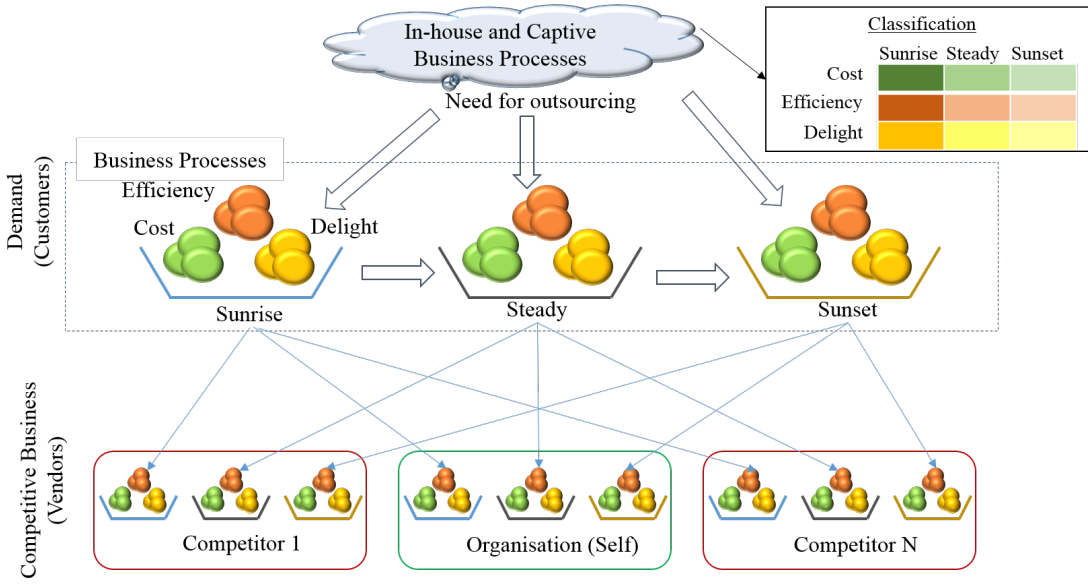 In-house and Captive
Business Processes
Need for outsourcing
Classification
Sunrise Steady Sunset
Cost
Efficiency
Delight
Demand
(Customers)
Business Processes
Efficiency
Cost
Delight
Sunrise
Steady
Sunset
Competitive Business
(Vendors)
Competitor 1
Organisation (Self)
Competitor N